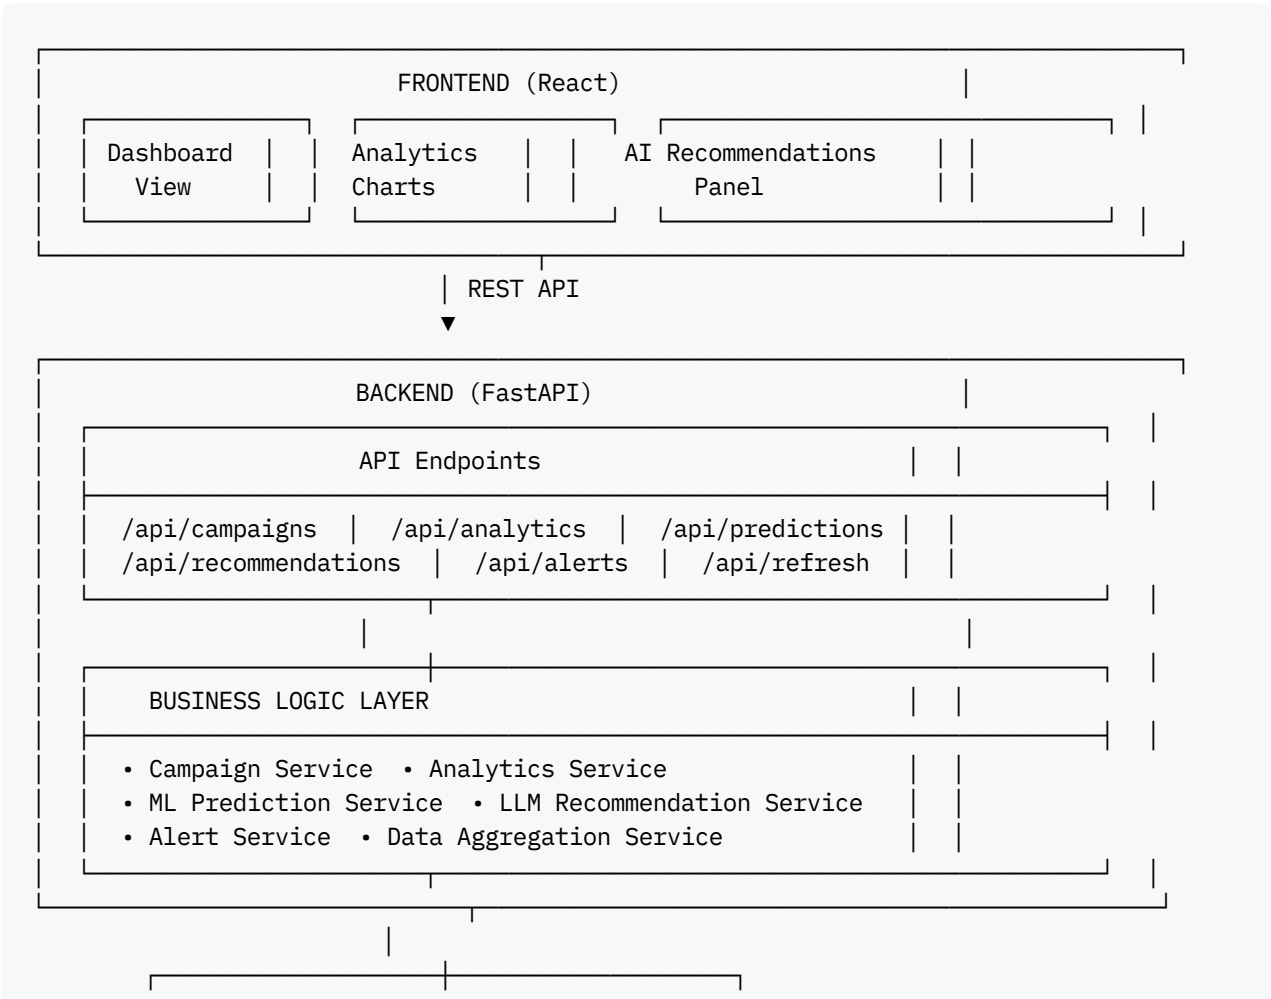 FRONTEND (React)
Dashboard Analytics AI Recommendations
View Charts Panel
REST API
▼
BACKEND (FastAPI)
API Endpoints
/api/campaigns │ /api/analytics │ /api/predictions
/api/recommendations │ /api/alerts │ /api/refresh
BUSINESS LOGIC LAYER
• Campaign Service • Analytics Service
• ML Prediction Service • LLM Recommendation Service
• Alert Service • Data Aggregation Service